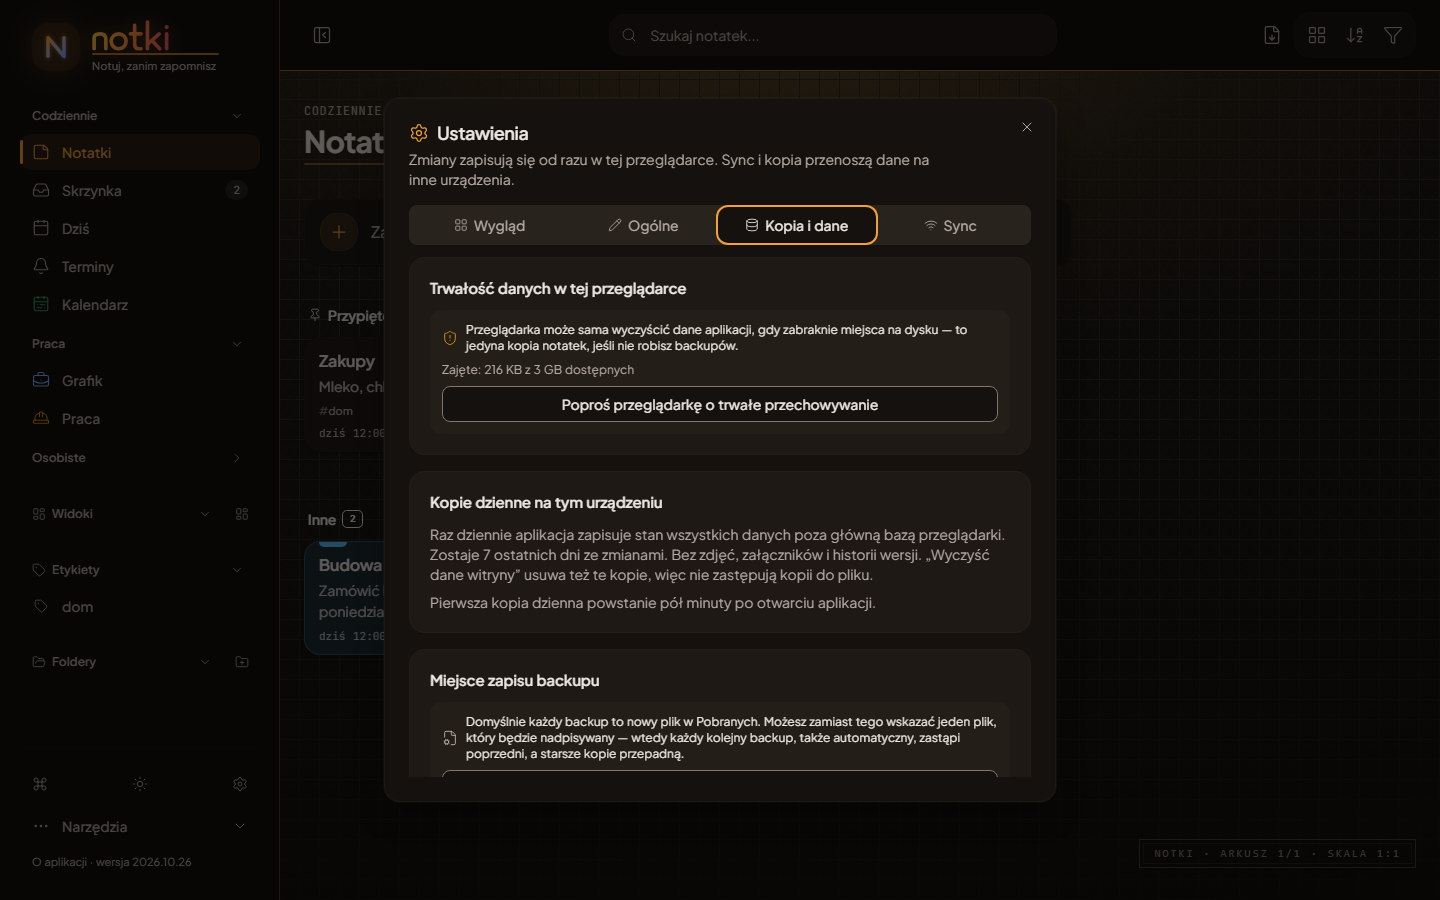 N
notki
Notuj, zanim zapomnisz
Codziennie
Notatki
Skrzynka 2
Dziś
Terminy
Kalendarz
Praca
Grafik
Praca
Osobiste
Widoki
Etykiety
dom
Foldery
Narzędzia
O aplikacji · wersja 2026.10.26
Szukaj notatek...
CODZIENNIE
Notat
Za
Przypięt
Zakupy
Mleko, chl
#dom
dziś 12:00
Inne 2
Budowa
Zamówić
poniedzia
dziś 12:00
Ustawienia
Zmiany zapisują się od razu w tej przeglądarce. Sync i kopia przenoszą dane na
inne urządzenia.
Wygląd Ogólne Kopia i dane Sync
Trwałość danych w tej przeglądarce
Przeglądarka może sama wyczyścić dane aplikacji, gdy zabraknie miejsca na dysku — to
jedyna kopia notatek, jeśli nie robisz backupów.
Zajęte: 216 KB z 3 GB dostępnych
Poproś przeglądarkę o trwałe przechowywanie
Kopie dzienne na tym urządzeniu
Raz dziennie aplikacja zapisuje stan wszystkich danych poza główną bazą przeglądarki.
Zostaje 7 ostatnich dni ze zmianami. Bez zdjęć, załączników i historii wersji. „Wyczyść
dane witryny” usuwa też te kopie, więc nie zastępują kopii do pliku.
Pierwsza kopia dzienna powstanie pół minuty po otwarciu aplikacji.
Miejsce zapisu backupu
Domyślnie każdy backup to nowy plik w Pobranych. Możesz zamiast tego wskazać jeden plik,
który będzie nadpisywany — wtedy każdy kolejny backup, także automatyczny, zastąpi
poprzedni, a starsze kopie przepadną.
NOTKI · ARKUSZ 1/1 · SKALA 1:1